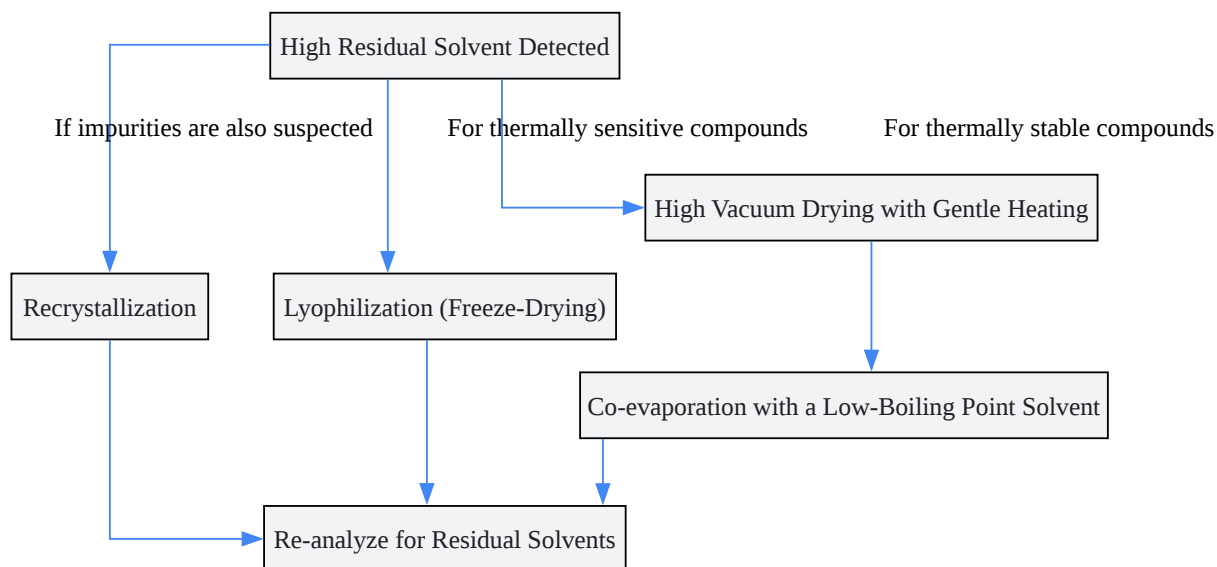 High Residual Solvent Detected
If impurities are also suspected
For thermally sensitive compounds
For thermally stable compounds
High Vacuum Drying with Gentle Heating
Recrystallization
Lyophilization (Freeze-Drying)
Co-evaporation with a Low-Boiling Point Solvent
Re-analyze for Residual Solvents